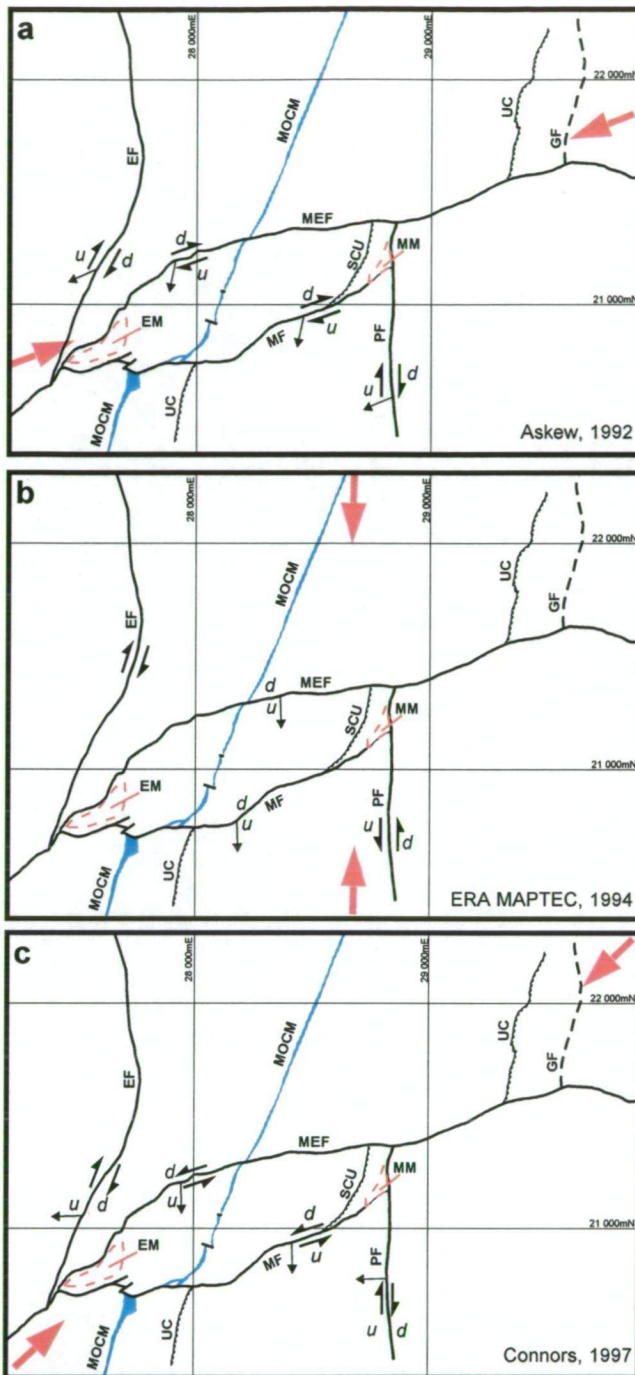 a
28 000mE
29 000mE
22 000mN
UC
GF
EF
MOCM
MEF
u
d
d
u
SCU
MM
21 000mN
d
EM
MF
u
PF
u
d
MOCM
UC
Askew, 1992
b
28 000mE
29 000mE
22 000mN
MOCM
UC
GF
EF
d
MEF
u
SCU
MM
21 000mN
EM
d
MF
PF
u
u
d
MOCM
UC
ERA MAPTEC, 1994
c
28 000mE
29 000mE
22 000mN
UC
GF
MOCM
EF
MEF
d
u
MM
SCU
u
d
d
21 000mN
EM
MF
u
PF
u
d
MOCM
UC
Connors, 1997